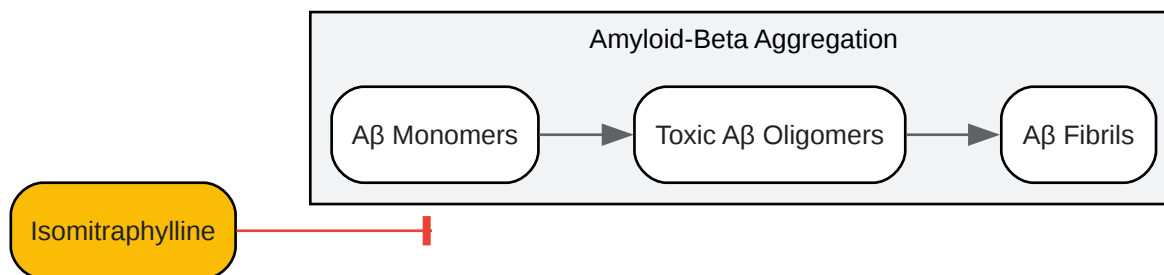 Amyloid-Beta Aggregation
Aβ Monomers
Toxic Aβ Oligomers
Aβ Fibrils
Isomitraphylline